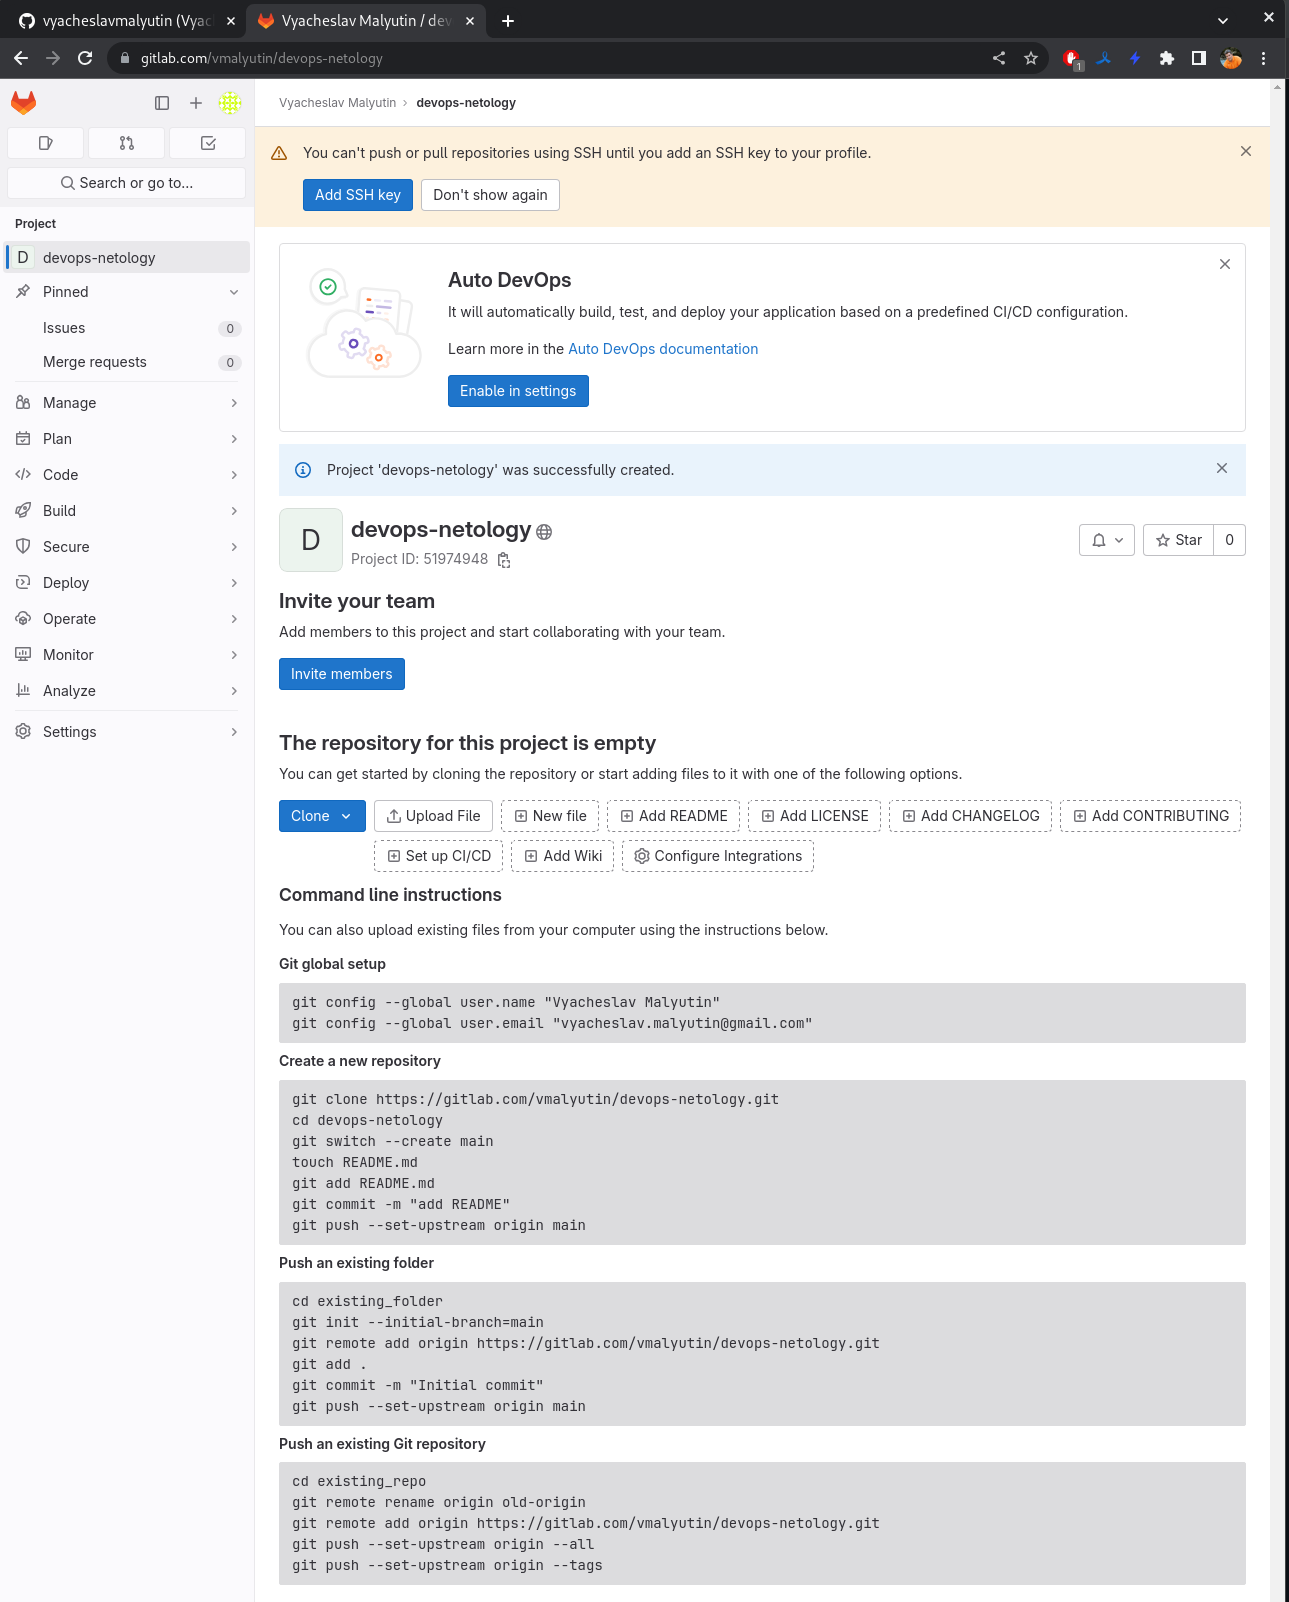 vyacheslavmalyutin (Vyac
Vyacheslav Malyutin / dev
gitlab.com/vmalyutin/devops-netology
1
Vyacheslav Malyutin › devops-netology
Search or go to...
Project
D devops-netology
Pinned
Issues 0
Merge requests 0
Manage
Plan
Code
Build
Secure
Deploy
Operate
Monitor
Analyze
Settings
You can't push or pull repositories using SSH until you add an SSH key to your profile.
Add SSH key Don't show again
Auto DevOps
It will automatically build, test, and deploy your application based on a predefined CI/CD configuration.
Learn more in the Auto DevOps documentation
Enable in settings
Project 'devops-netology' was successfully created.
D
devops-netology
Project ID: 51974948
Star 0
Invite your team
Add members to this project and start collaborating with your team.
Invite members
The repository for this project is empty
You can get started by cloning the repository or start adding files to it with one of the following options.
Clone Upload File New file Add README Add LICENSE Add CHANGELOG Add CONTRIBUTING
Set up CI/CD Add Wiki Configure Integrations
Command line instructions
You can also upload existing files from your computer using the instructions below.
Git global setup
git config --global user.name "Vyacheslav Malyutin"
git config --global user.email "vyacheslav.malyutin@gmail.com"
Create a new repository
git clone https://gitlab.com/vmalyutin/devops-netology.git
cd devops-netology
git switch --create main
touch README.md
git add README.md
git commit -m "add README"
git push --set-upstream origin main
Push an existing folder
cd existing_folder
git init --initial-branch=main
git remote add origin https://gitlab.com/vmalyutin/devops-netology.git
git add .
git commit -m "Initial commit"
git push --set-upstream origin main
Push an existing Git repository
cd existing_repo
git remote rename origin old-origin
git remote add origin https://gitlab.com/vmalyutin/devops-netology.git
git push --set-upstream origin --all
git push --set-upstream origin --tags